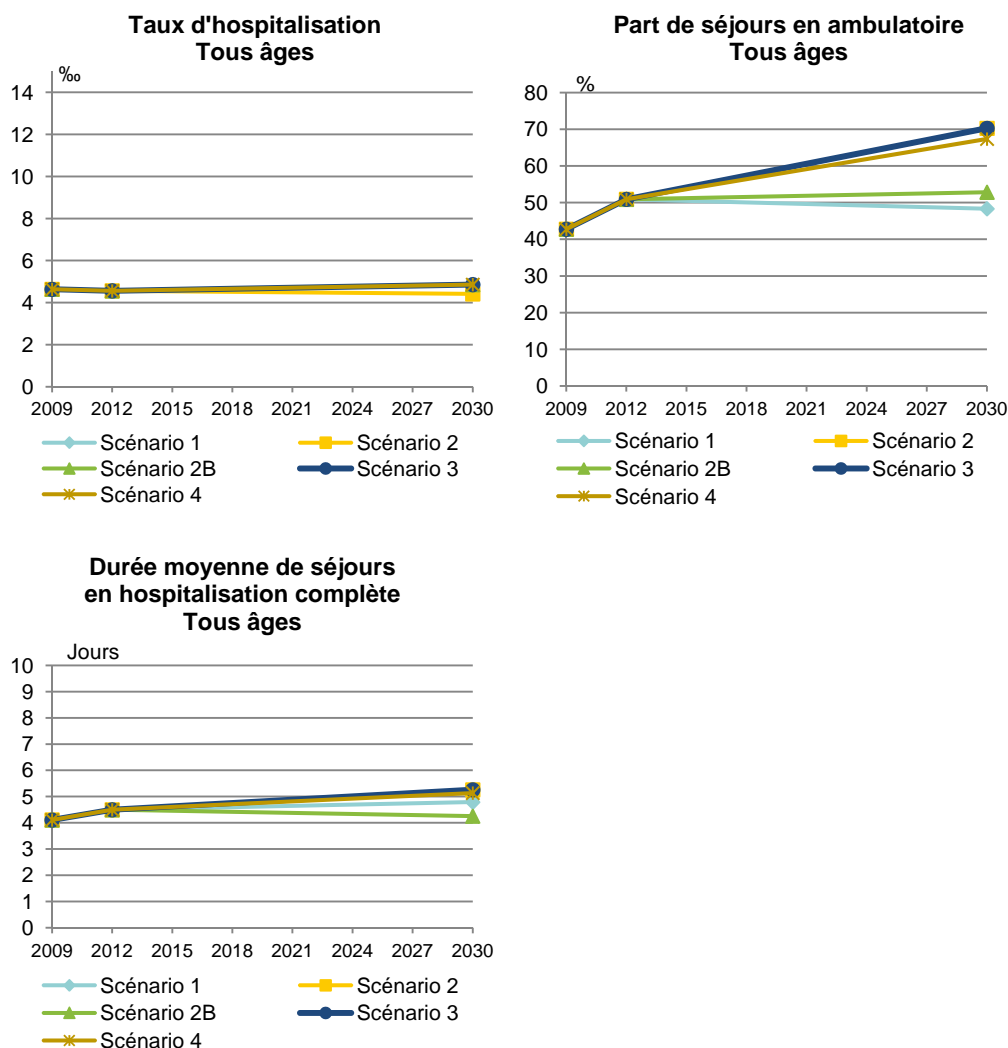 Taux d'hospitalisation
Tous âges
‰
14
12
10
8
6
4
2
0
2009 2012 2015 2018 2021 2024 2027 2030
Scénario 1 Scénario 2
Scénario 2B Scénario 3
Scénario 4
Part de séjours en ambulatoire
Tous âges
%
80
70
60
50
40
30
20
10
0
2009 2012 2015 2018 2021 2024 2027 2030
Scénario 1 Scénario 2
Scénario 2B Scénario 3
Scénario 4
Durée moyenne de séjours
en hospitalisation complète
Tous âges
Jours
10
9
8
7
6
5
4
3
2
1
0
2009 2012 2015 2018 2021 2024 2027 2030
Scénario 1 Scénario 2
Scénario 2B Scénario 3
Scénario 4